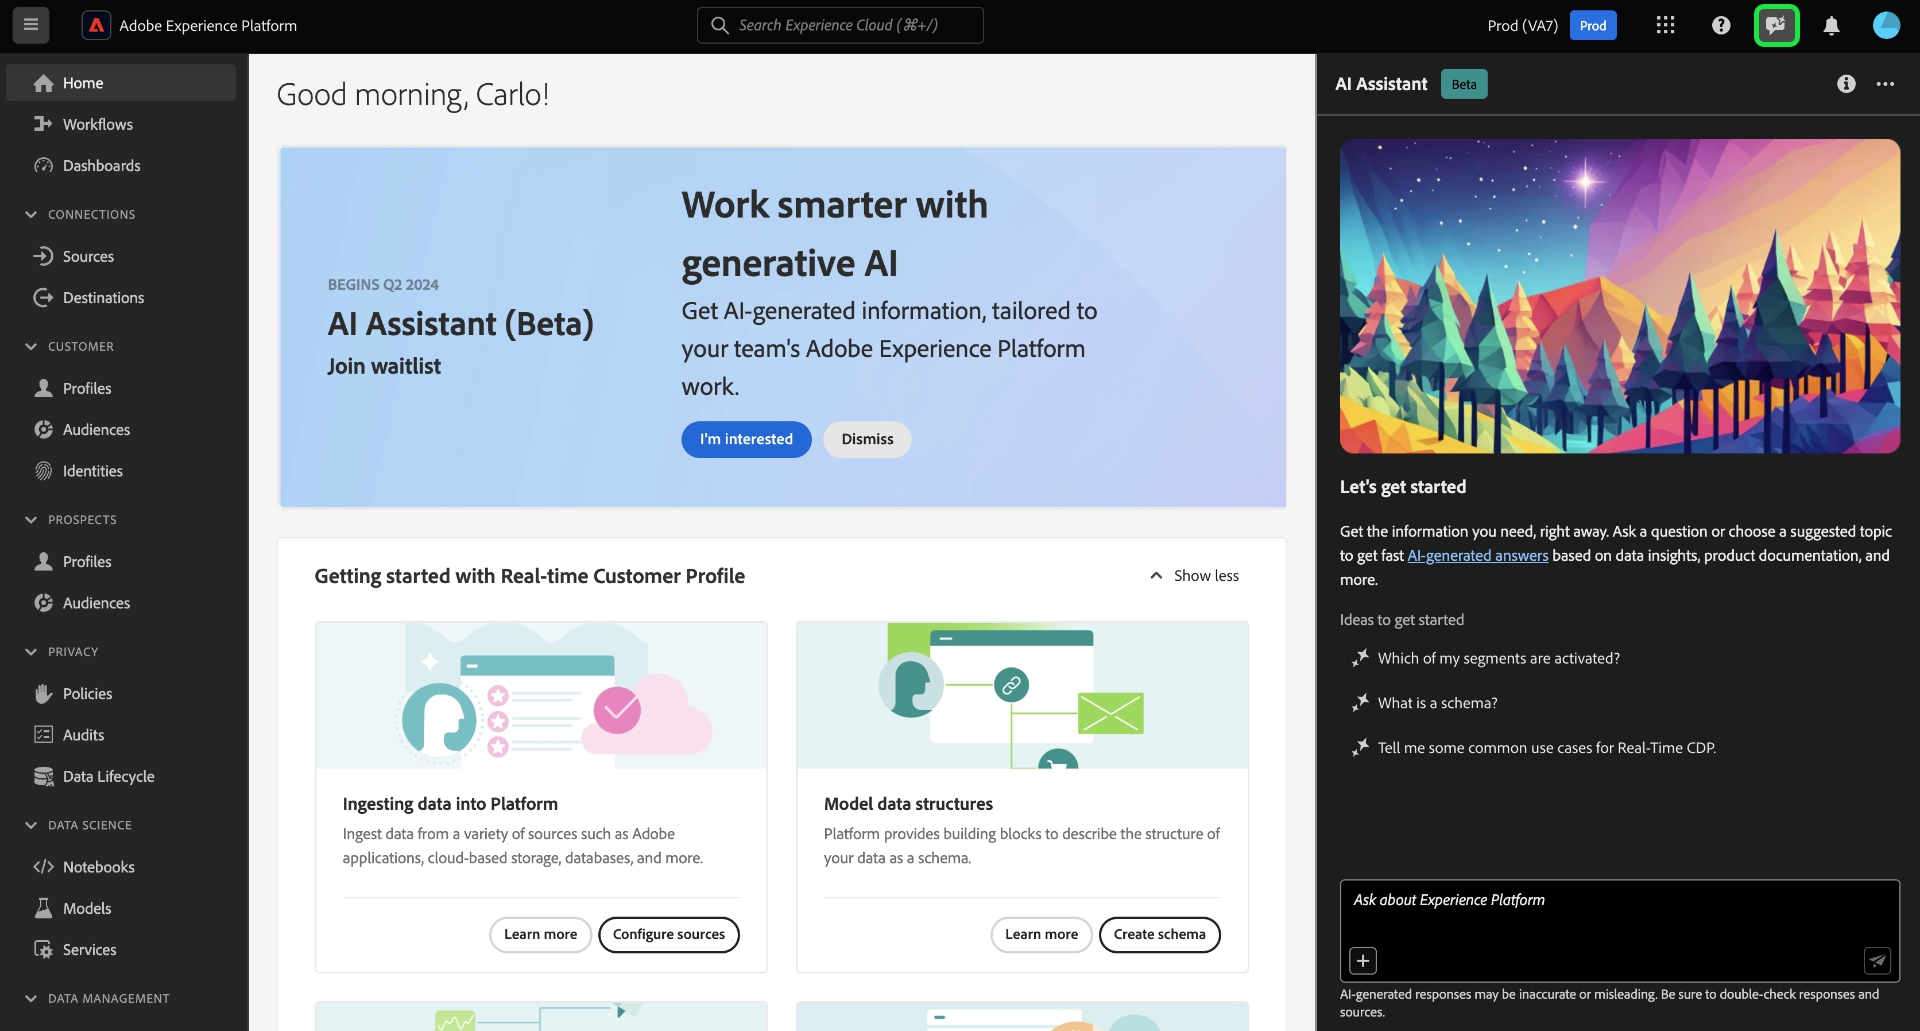 Adobe Experience Platform
Search Experience Cloud (⌘+/)
Prod (VA7)
Prod
Home
Workflows
Dashboards
CONNECTIONS
Sources
Destinations
CUSTOMER
Profiles
Audiences
Identities
PROSPECTS
Profiles
Audiences
PRIVACY
Policies
Audits
Data Lifecycle
DATA SCIENCE
Notebooks
Models
Services
DATA MANAGEMENT
Good morning, Carlo!
BEGINS Q2 2024
AI Assistant (Beta)
Join waitlist
Work smarter with
generative AI
Get AI-generated information, tailored to
your team's Adobe Experience Platform
work.
I'm interested
Dismiss
Getting started with Real-time Customer Profile
Show less
Ingesting data into Platform
Ingest data from a variety of sources such as Adobe
applications, cloud-based storage, databases, and more.
Learn more
Configure sources
Model data structures
Platform provides building blocks to describe the structure of
your data as a schema.
Learn more
Create schema
AI Assistant
Beta
Let's get started
Get the information you need, right away. Ask a question or choose a suggested topic
to get fast AI-generated answers based on data insights, product documentation, and
more.
Ideas to get started
Which of my segments are activated?
What is a schema?
Tell me some common use cases for Real-Time CDP.
Ask about Experience Platform
AI-generated responses may be inaccurate or misleading. Be sure to double-check responses and
sources.